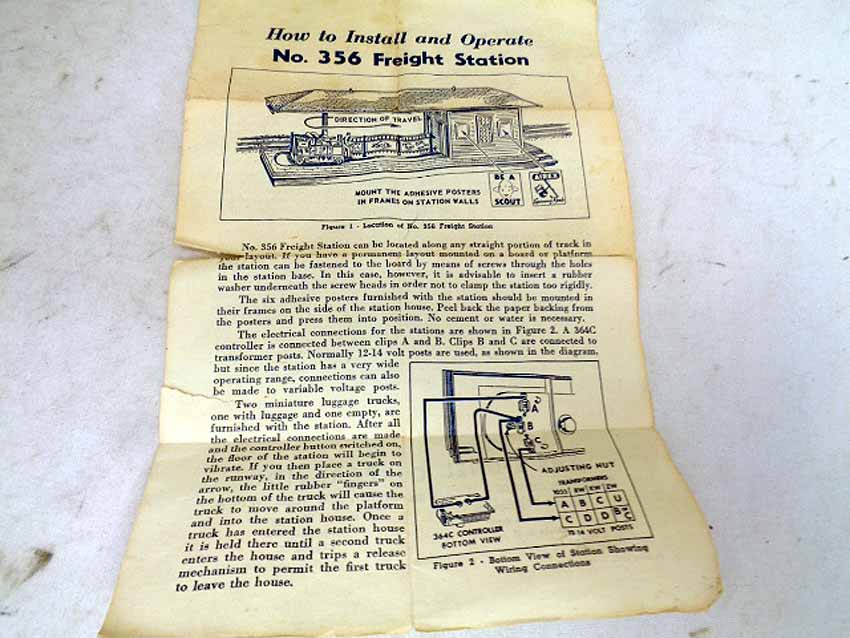 How to Install and Operate
No. 356 Freight Station
DIRECTION OF TRAVEL
MOUNT THE ADHESIVE POSTERS
IN FRAMES ON STATION WALLS
BE A
SCOUT
Figure 1 - Location of No. 356 Freight Station
No. 356 Freight Station can be located along any straight portion of track in
your layout. If you have a permanent layout mounted on a board or platform
the station can be fastened to the board by means of screws through the holes
in the station base. In this case, however, it is advisable to insert a rubber
washer underneath the screw heads in order not to clamp the station too rigidly.
The six adhesive posters furnished with the station should be mounted in
their frames on the side of the station house. Peel back the paper backing from
the posters and press them into position. No cement or water is necessary.
The electrical connections for the stations are shown in Figure 2. A 364C
controller is connected between clips A and B. Clips B and C are connected to
transformer posts. Normally 12-14 volt posts are used, as shown in the diagram,
but since the station has a very wide
operating range, connections can also
be made to variable voltage posts.
Two miniature luggage trucks,
one with luggage and one empty, are
furnished with the station. After all
the electrical connections are made
and the controller button switched on,
the floor of the station will begin to
vibrate. If you then place a truck on
the runway, in the direction of the
arrow, the little rubber "fingers" on
the bottom of the truck will cause the
truck to move around the platform
and into the station house. Once a
truck has entered the station house
it is held there until a second truck
enters the house and trips a release
mechanism to permit the first truck
to leave the house.
A
B
C
ADJUSTING NUT
TRANSFORMERS
1033 RW KW ZW
A B C U
C D D B-C
12-14 VOLT POSTS
364C CONTROLLER
BOTTOM VIEW
Figure 2 - Bottom View of Station Showing
Wiring Connections